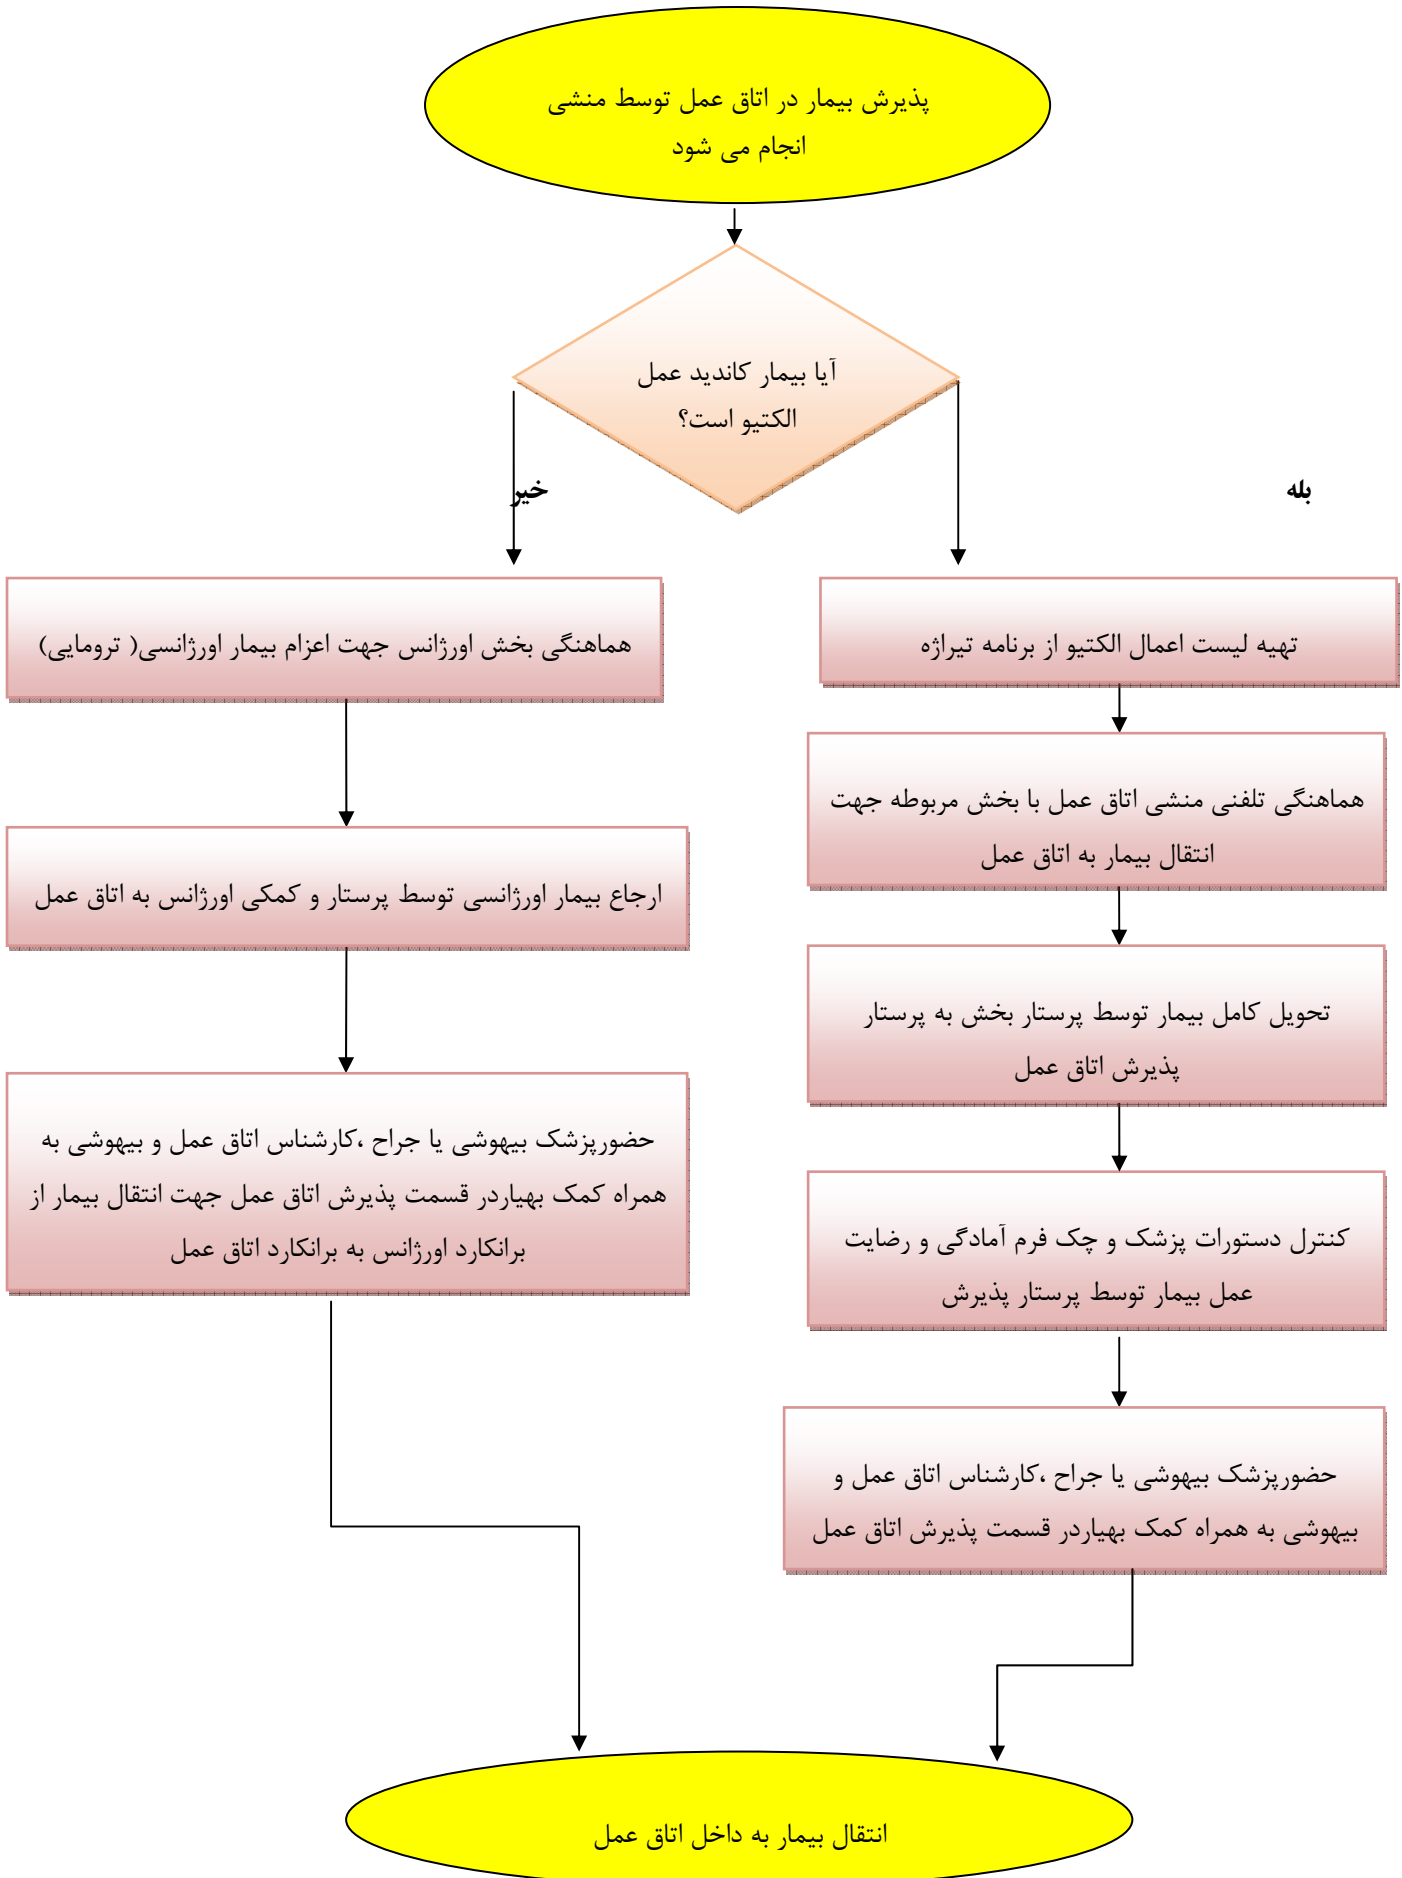 پذیرش بیمار در اتاق عمل توسط منشی
انجام می شود
آیا بیمار کاندید عمل
الکتیو است؟
بله
خیر
تهیه لیست اعمال الکتیو از برنامه تیراژه
هماهنگی تلفنی منشی اتاق عمل با بخش مربوطه جهت
انتقال بیمار به اتاق عمل
تحویل کامل بیمار توسط پرستار بخش به پرستار
پذیرش اتاق عمل
کنترل دستورات پزشک و چک فرم آمادگی و رضایت
عمل بیمار توسط پرستار پذیرش
حضورپزشک بیهوشی یا جراح ،کارشناس اتاق عمل و
بیهوشی به همراه کمک بهیاردر قسمت پذیرش اتاق عمل
هماهنگی بخش اورژانس جهت اعزام بیمار اورژانسی( ترومایی)
ارجاع بیمار اورژانسی توسط پرستار و کمکی اورژانس به اتاق عمل
حضورپزشک بیهوشی یا جراح ،کارشناس اتاق عمل و بیهوشی به
همراه کمک بهیاردر قسمت پذیرش اتاق عمل جهت انتقال بیمار از
برانکارد اورژانس به برانکارد اتاق عمل
انتقال بیمار به داخل اتاق عمل